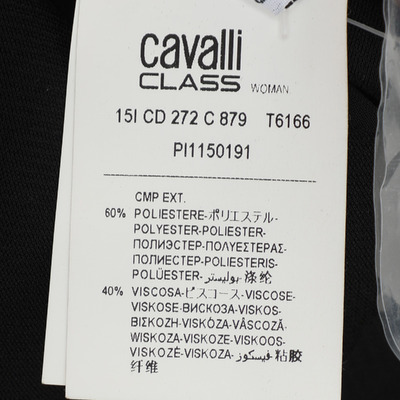 cavalli
CLASS WOMAN
15I CD 272 C 879 T6166
PI1150191
CMP EXT.
60% POLIESTERE-ポリエステル-
POLYESTER-POLIESTER-
ПОЛИЭСТЕР-ΠΟΛΥΕΣΤΕΡΑΣ-
ПОЛИЕСТЕР-POLIESTERIS-
POLÜESTER-بوليستر-涤纶
40% VISCOSA-ビスコース-VISCOSE-
VISKOSE-ВИСКОЗА-VISKOS-
ΒΙΣΚΟΖΗ-VISKÓZA-VÂSCOZĂ
WISKOZA-VISKOZE-VISKOOS-
VISKOZĖ-VISKOZA-فيسكوز-粘胶
纤维